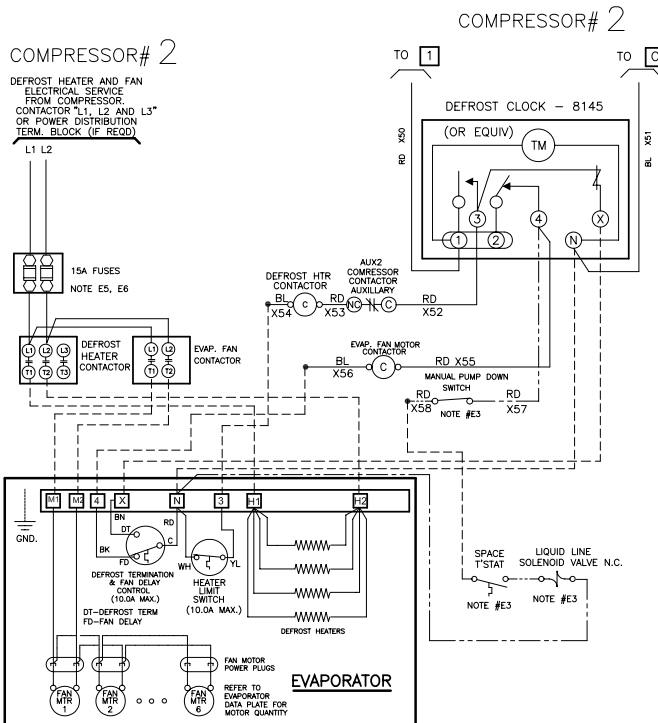 COMPRESSOR# 2
COMPRESSOR# 2
TO 1
TO C
DEFROST HEATER AND FAN
ELECTRICAL SERVICE
FROM COMPRESSOR.
CONTACTOR "L1, L2 AND L3"
OR POWER DISTRIBUTION
TERM. BLOCK (IF REQD)
L1 L2
RD X50
BL X51
DEFROST CLOCK – 8145
(OR EQUIV)
TM
3
4
X
1
2
N
15A FUSES
NOTE E5, E6
DEFROST HTR
CONTACTOR
AUX2
COMRESSOR
CONTACTOR
AUXILLARY
BL
X54
C
RD
X53
NC
C
RD
X52
L1 L2 L3
T1 T2 T3
DEFROST
HEATER
CONTACTOR
L1 L2
T1 T2
EVAP. FAN
CONTACTOR
EVAP. FAN MOTOR
CONTACTOR
BL
X56
C
RD X55
MANUAL PUMP DOWN
SWITCH
RD
X58
NOTE #E3
RD
X57
M1 M2 4 X N 3 H1 H2
GND.
BN
DT
RD
C
BK
FD
WH
YL
DEFROST TERMINATION
& FAN DELAY
CONTROL
(10.0A MAX.)
HEATER
LIMIT
SWITCH
(10.0A MAX.)
DT–DEFROST TERM
FD–FAN DELAY
DEFROST HEATERS
SPACE
T'STAT
NOTE #E3
LIQUID LINE
SOLENOID VALVE N.C.
NOTE #E3
FAN MOTOR
POWER PLUGS
EVAPORATOR
FAN
MTR
1
FAN
MTR
2
FAN
MTR
6
REFER TO
EVAPORATOR
DATA PLATE FOR
MOTOR QUANTITY